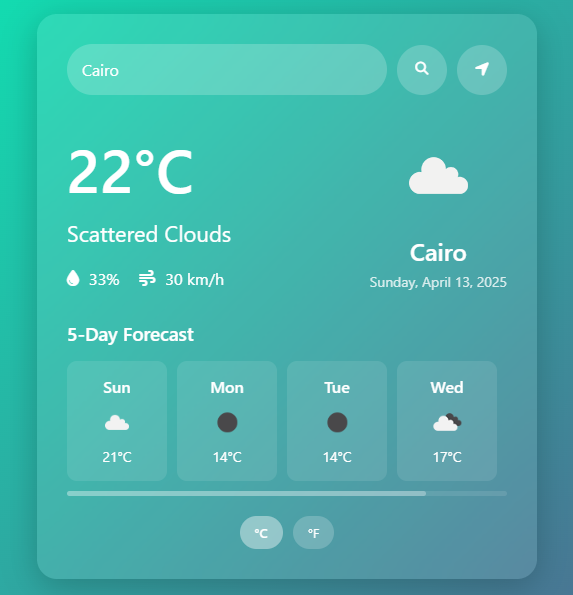 Cairo
22°C
Scattered Clouds
33% 30 km/h
Cairo
Sunday, April 13, 2025
5-Day Forecast
Sun Mon Tue Wed
21°C 14°C 14°C 17°C
°C °F